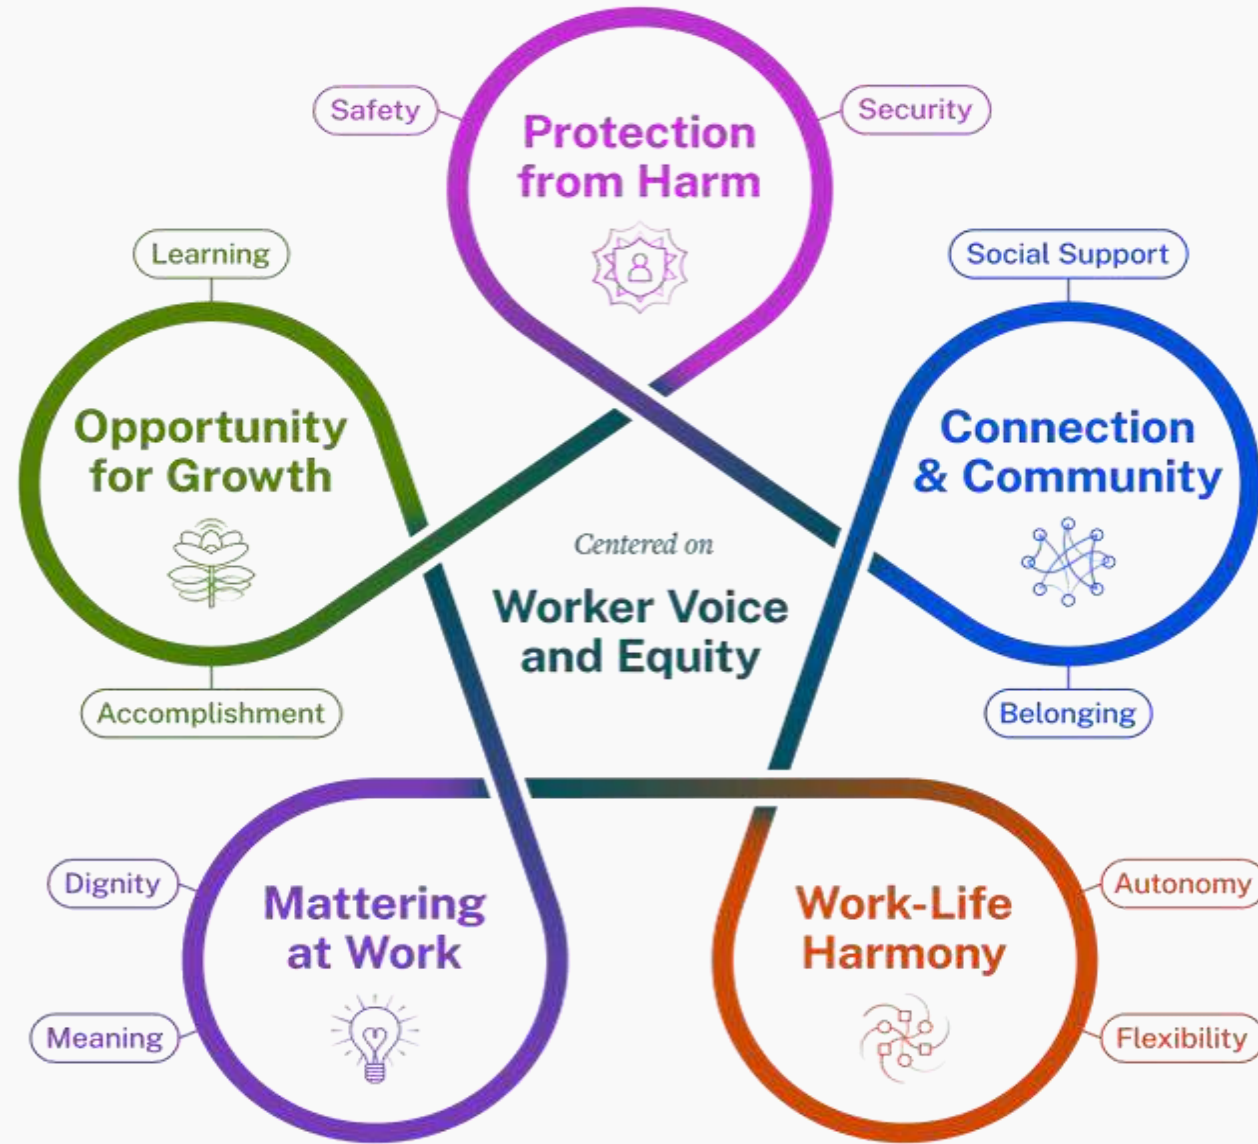 Safety
Protection
from Harm
Security
Learning
Opportunity
for Growth
Accomplishment
Social Support
Connection
& Community
Belonging
Centered on
Worker Voice
and Equity
Dignity
Mattering
at Work
Meaning
Work-Life
Harmony
Autonomy
Flexibility